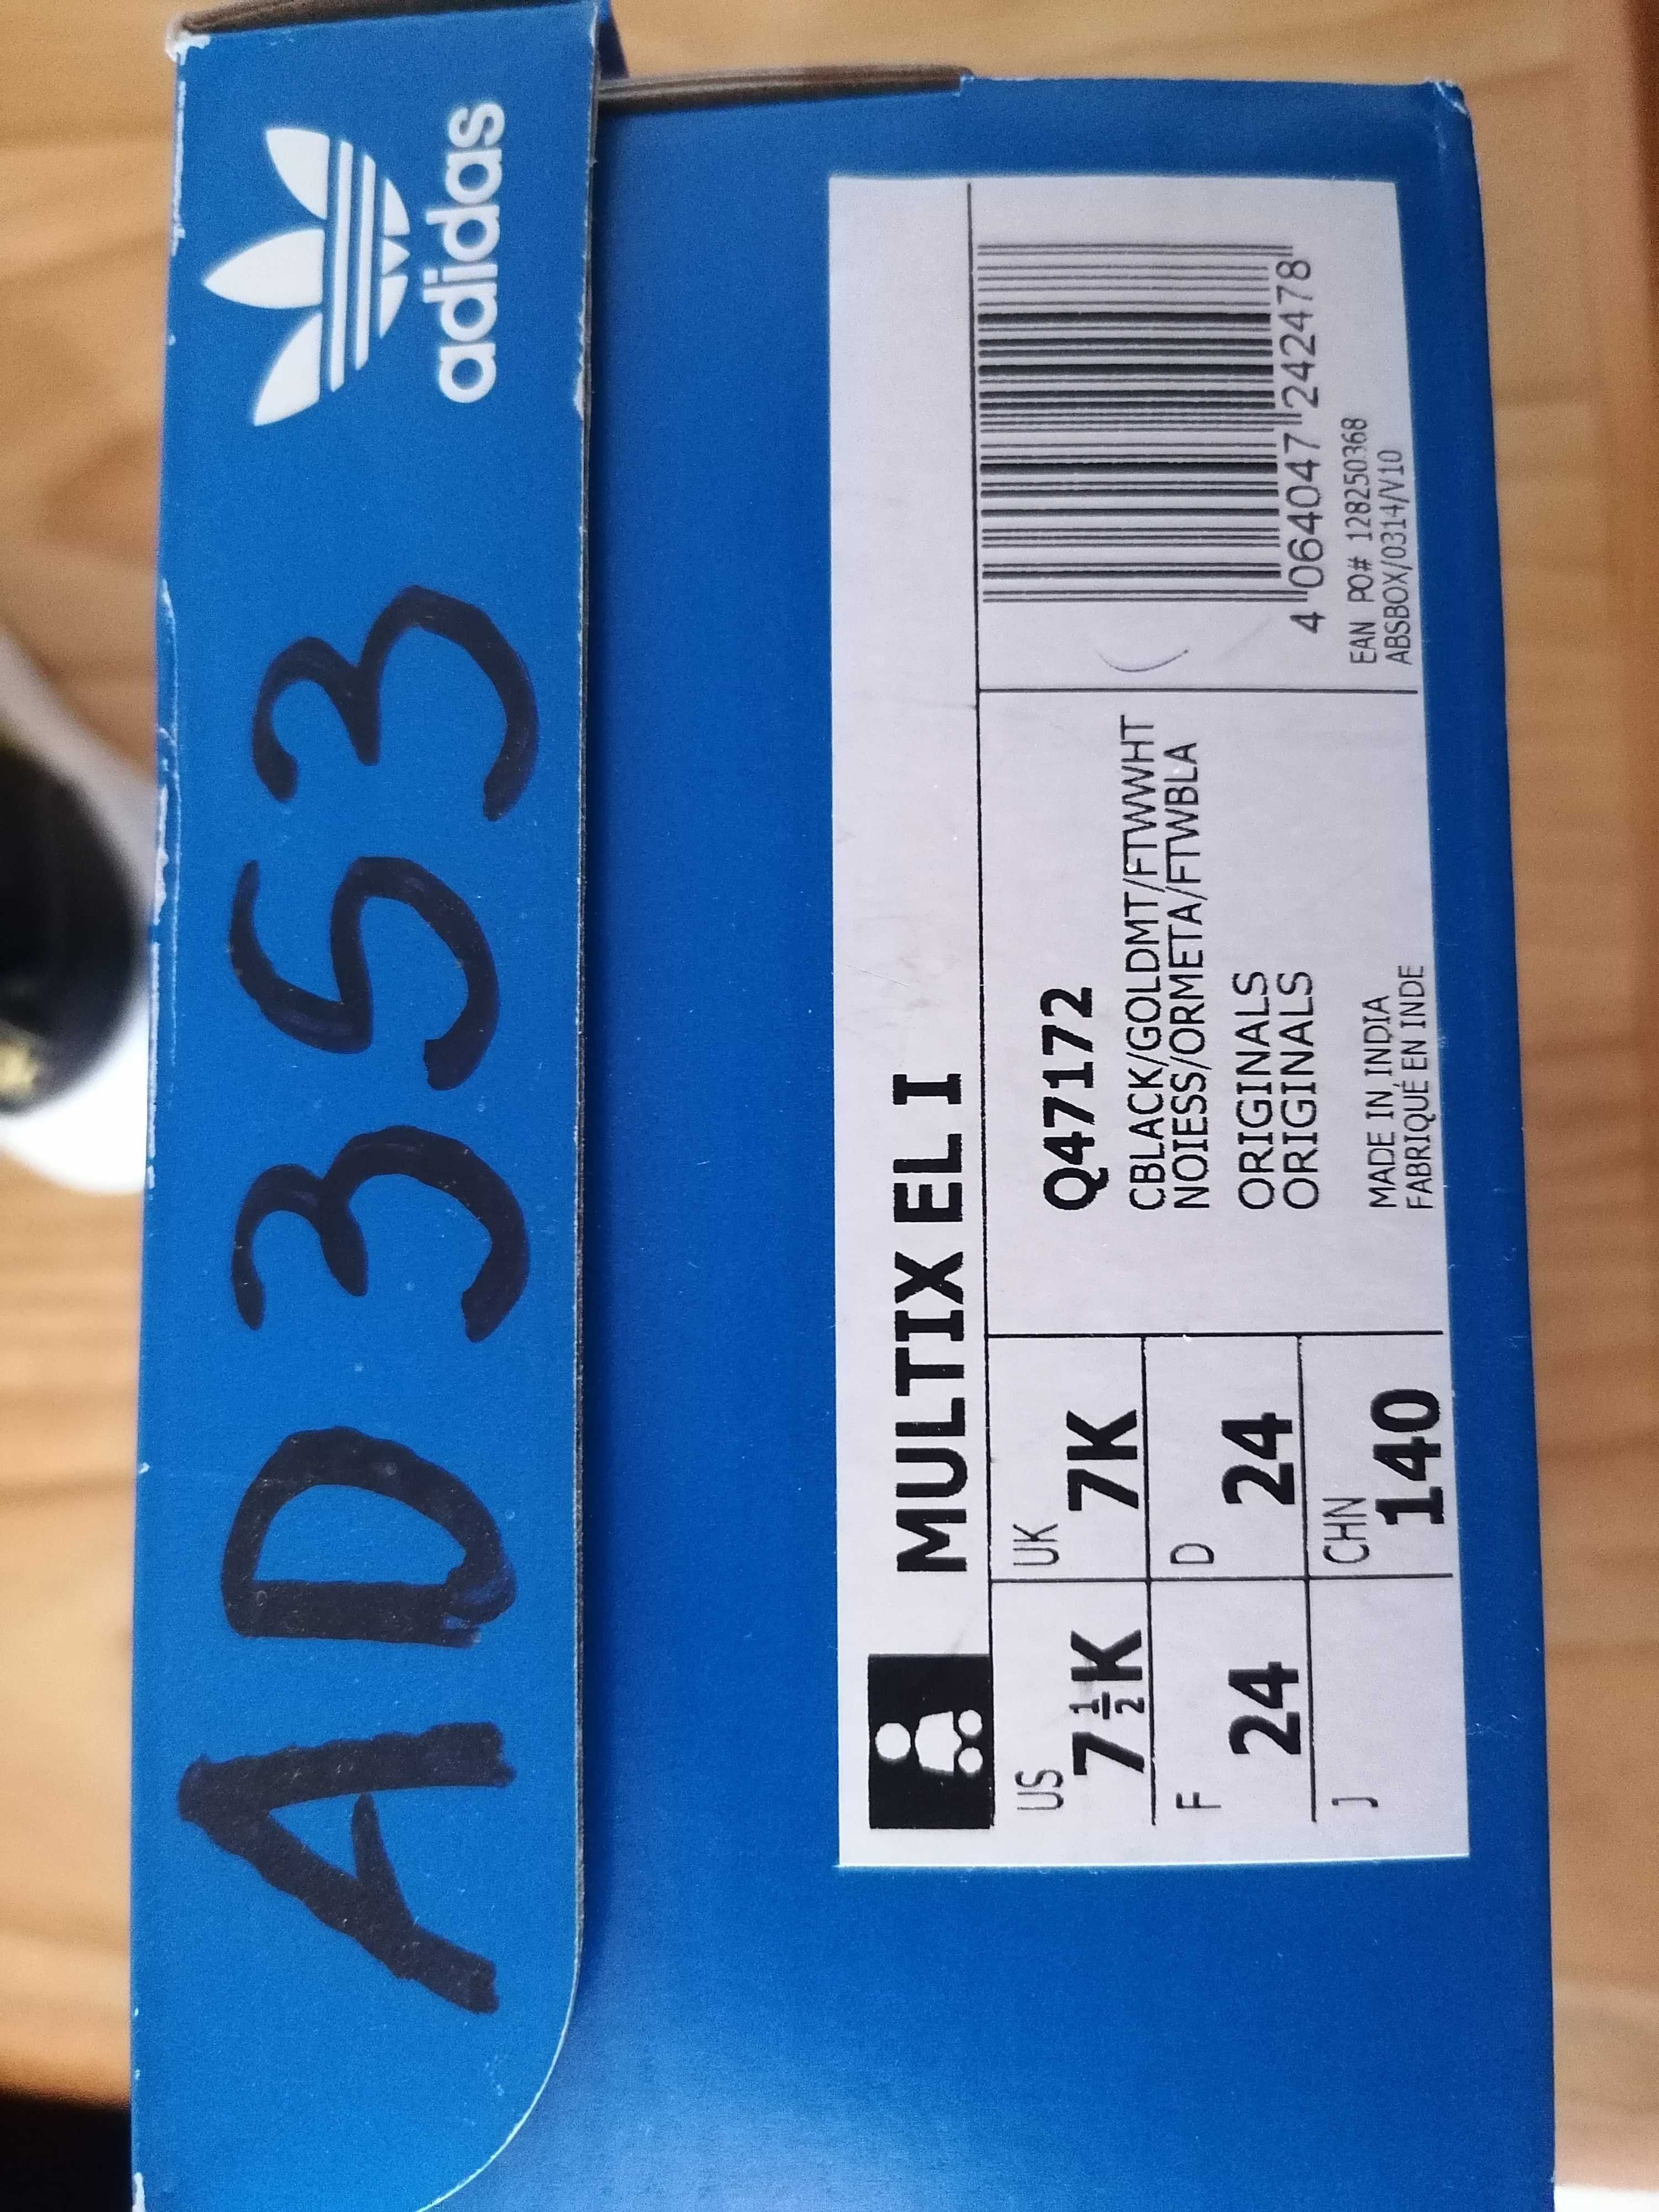 adidas
AD3S3
MULTIX EL I
US
7½K
UK
7K
F
24
D
24
J
CHN
140
Q47172
CBLACK/GOLDMT/FTWWHT
NOIESS/ORMETA/FTWBLA
ORIGINALS
ORIGINALS
MADE IN INDIA
FABRIQUÉ EN INDE
4 064047 242478
EAN PO# 128250368
ABSBOX/0314/V10